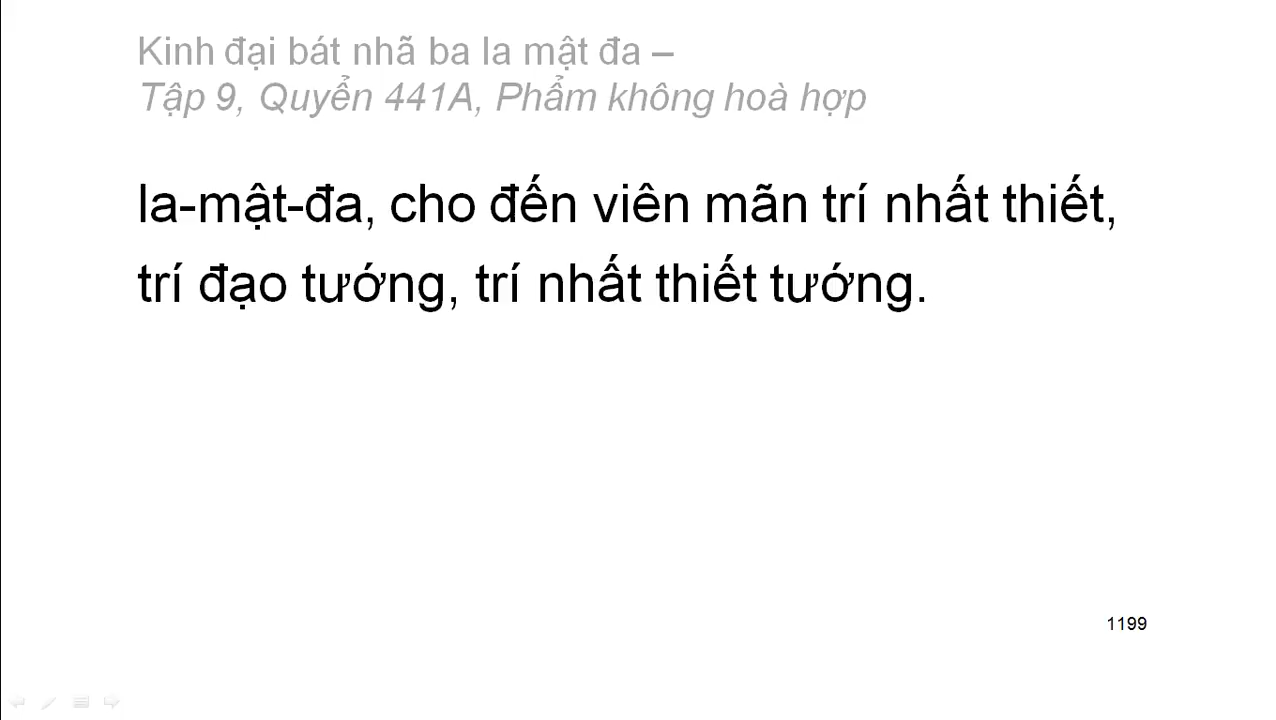 Kinh đại bát nhã ba la mật đa –
Tập 9, Quyển 441A, Phẩm không hoà hợp
la-mật-đa, cho đến viên mãn trí nhất thiết,
trí đạo tướng, trí nhất thiết tướng.
1199